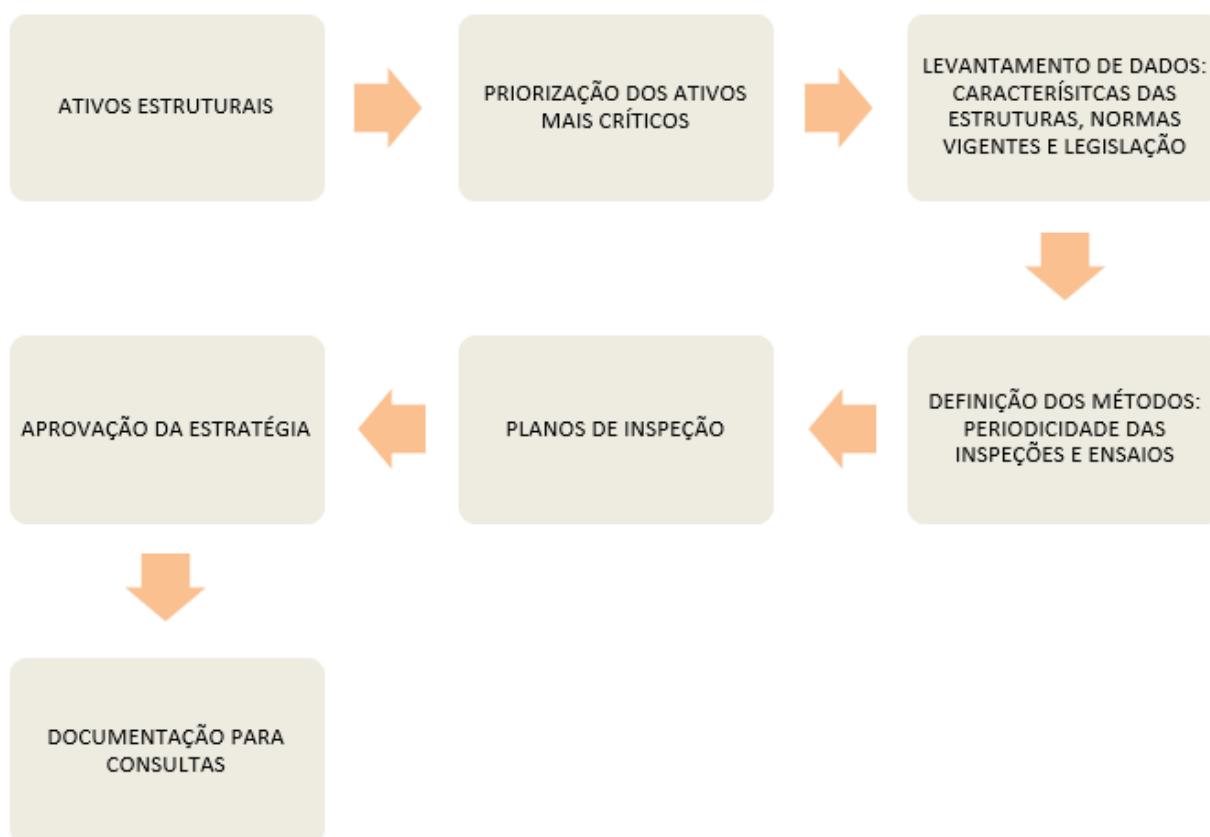 ATIVOS ESTRUTURAIS
PRIORIZAÇÃO DOS ATIVOS
MAIS CRÍTICOS
LEVANTAMENTO DE DADOS:
CARACTERÍSITCAS DAS
ESTRUTURAS, NORMAS
VIGENTES E LEGISLAÇÃO
DEFINIÇÃO DOS MÉTODOS:
PERIODICIDADE DAS
INSPEÇÕES E ENSAIOS
PLANOS DE INSPEÇÃO
APROVAÇÃO DA ESTRATÉGIA
DOCUMENTAÇÃO PARA
CONSULTAS